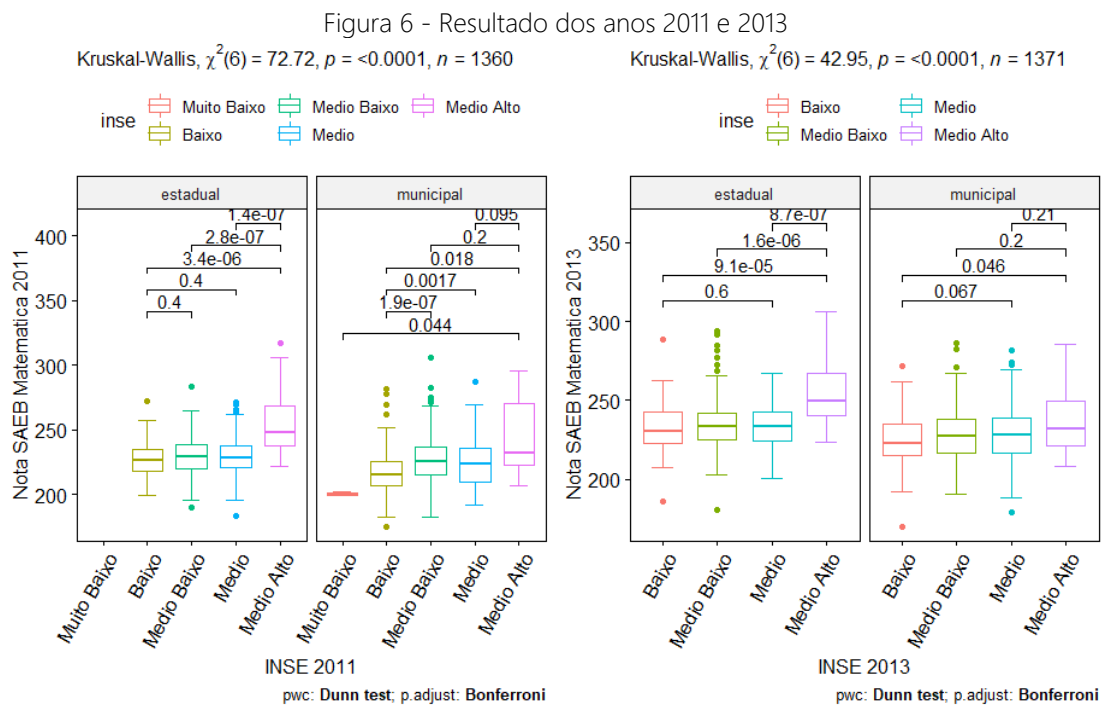 Figura 6 - Resultado dos anos 2011 e 2013
Kruskal-Wallis, χ²(6) = 72.72, p = <0.0001, n = 1360
inse
Muito Baixo
Medio Baixo
Medio Alto
Baixo
Medio
estadual
municipal
Nota SAEB Matematica 2011
400
350
300
250
200
1.4e-07
2.8e-07
3.4e-06
0.4
0.4
0.095
0.2
0.018
0.0017
1.9e-07
0.044
Muito Baixo
Baixo
Medio Baixo
Medio
Medio Alto
Muito Baixo
Baixo
Medio Baixo
Medio
Medio Alto
INSE 2011
pwc: Dunn test; p.adjust: Bonferroni
Kruskal-Wallis, χ²(6) = 42.95, p = <0.0001, n = 1371
inse
Baixo
Medio
Medio Baixo
Medio Alto
estadual
municipal
Nota SAEB Matematica 2013
350
300
250
200
8.7e-07
1.6e-06
9.1e-05
0.6
0.21
0.2
0.046
0.067
Baixo
Medio Baixo
Medio
Medio Alto
Baixo
Medio Baixo
Medio
Medio Alto
INSE 2013
pwc: Dunn test; p.adjust: Bonferroni